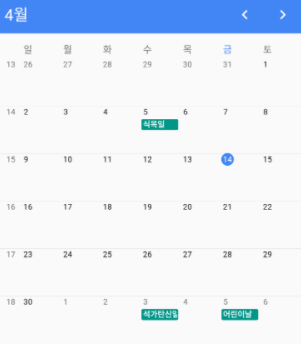 4월
일 월 화 수 목 금 토
13 26 27 28 29 30 31 1
14 2 3 4 5 6 7 8
식목일
15 9 10 11 12 13 14 15
16 16 17 18 19 20 21 22
17 23 24 25 26 27 28 29
18 30 1 2 3 4 5 6
석가탄신일 어린이날